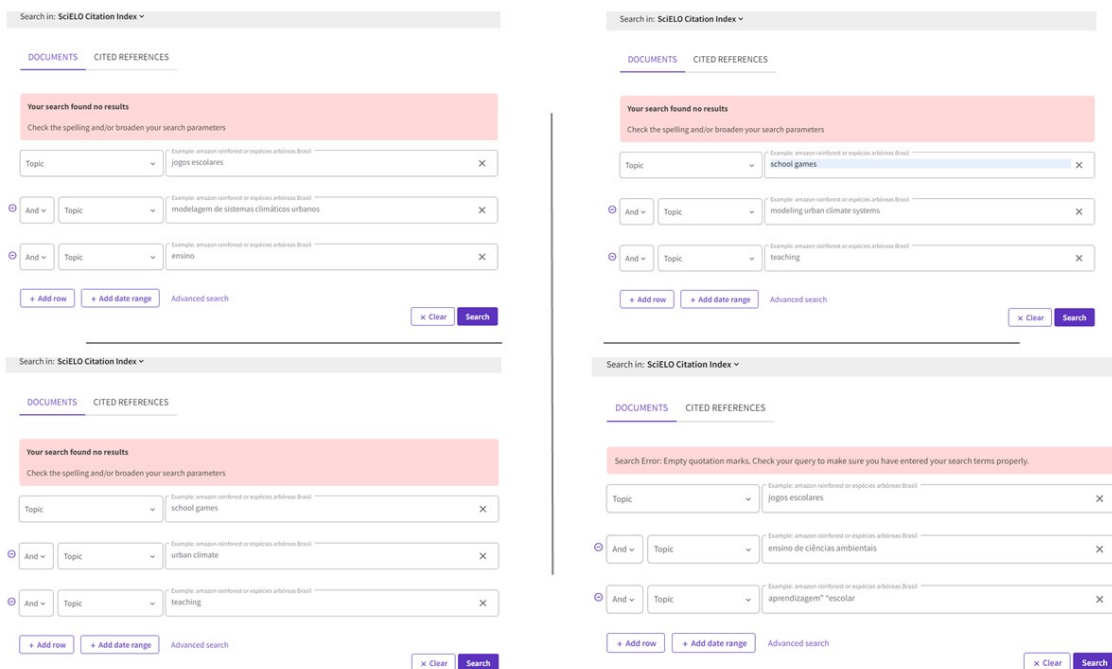 Search in: SciELO Citation Index
DOCUMENTS CITED REFERENCES
Your search found no results
Check the spelling and/or broaden your search parameters
Example: amazon rainforest or espécies arbóreas Brasil
Topic jogos escolares
Example: amazon rainforest or espécies arbóreas Brasil
And Topic modelagem de sistemas climáticos urbanos
Example: amazon rainforest or espécies arbóreas Brasil
And Topic ensino
+ Add row + Add date range Advanced search
× Clear Search
Search in: SciELO Citation Index
DOCUMENTS CITED REFERENCES
Your search found no results
Check the spelling and/or broaden your search parameters
Example: amazon rainforest or espécies arbóreas Brasil
Topic school games
Example: amazon rainforest or espécies arbóreas Brasil
And Topic modeling urban climate systems
Example: amazon rainforest or espécies arbóreas Brasil
And Topic teaching
+ Add row + Add date range Advanced search
× Clear Search
Search in: SciELO Citation Index
DOCUMENTS CITED REFERENCES
Your search found no results
Check the spelling and/or broaden your search parameters
Example: amazon rainforest or espécies arbóreas Brasil
Topic school games
Example: amazon rainforest or espécies arbóreas Brasil
And Topic urban climate
Example: amazon rainforest or espécies arbóreas Brasil
And Topic teaching
+ Add row + Add date range Advanced search
× Clear Search
Search in: SciELO Citation Index
DOCUMENTS CITED REFERENCES
Search Error: Empty quotation marks. Check your query to make sure you have entered your search terms properly.
Example: amazon rainforest or espécies arbóreas Brasil
Topic jogos escolares
Example: amazon rainforest or espécies arbóreas Brasil
And Topic ensino de ciências ambientais
Example: amazon rainforest or espécies arbóreas Brasil
And Topic aprendizagem” “escolar
+ Add row + Add date range Advanced search
× Clear Search